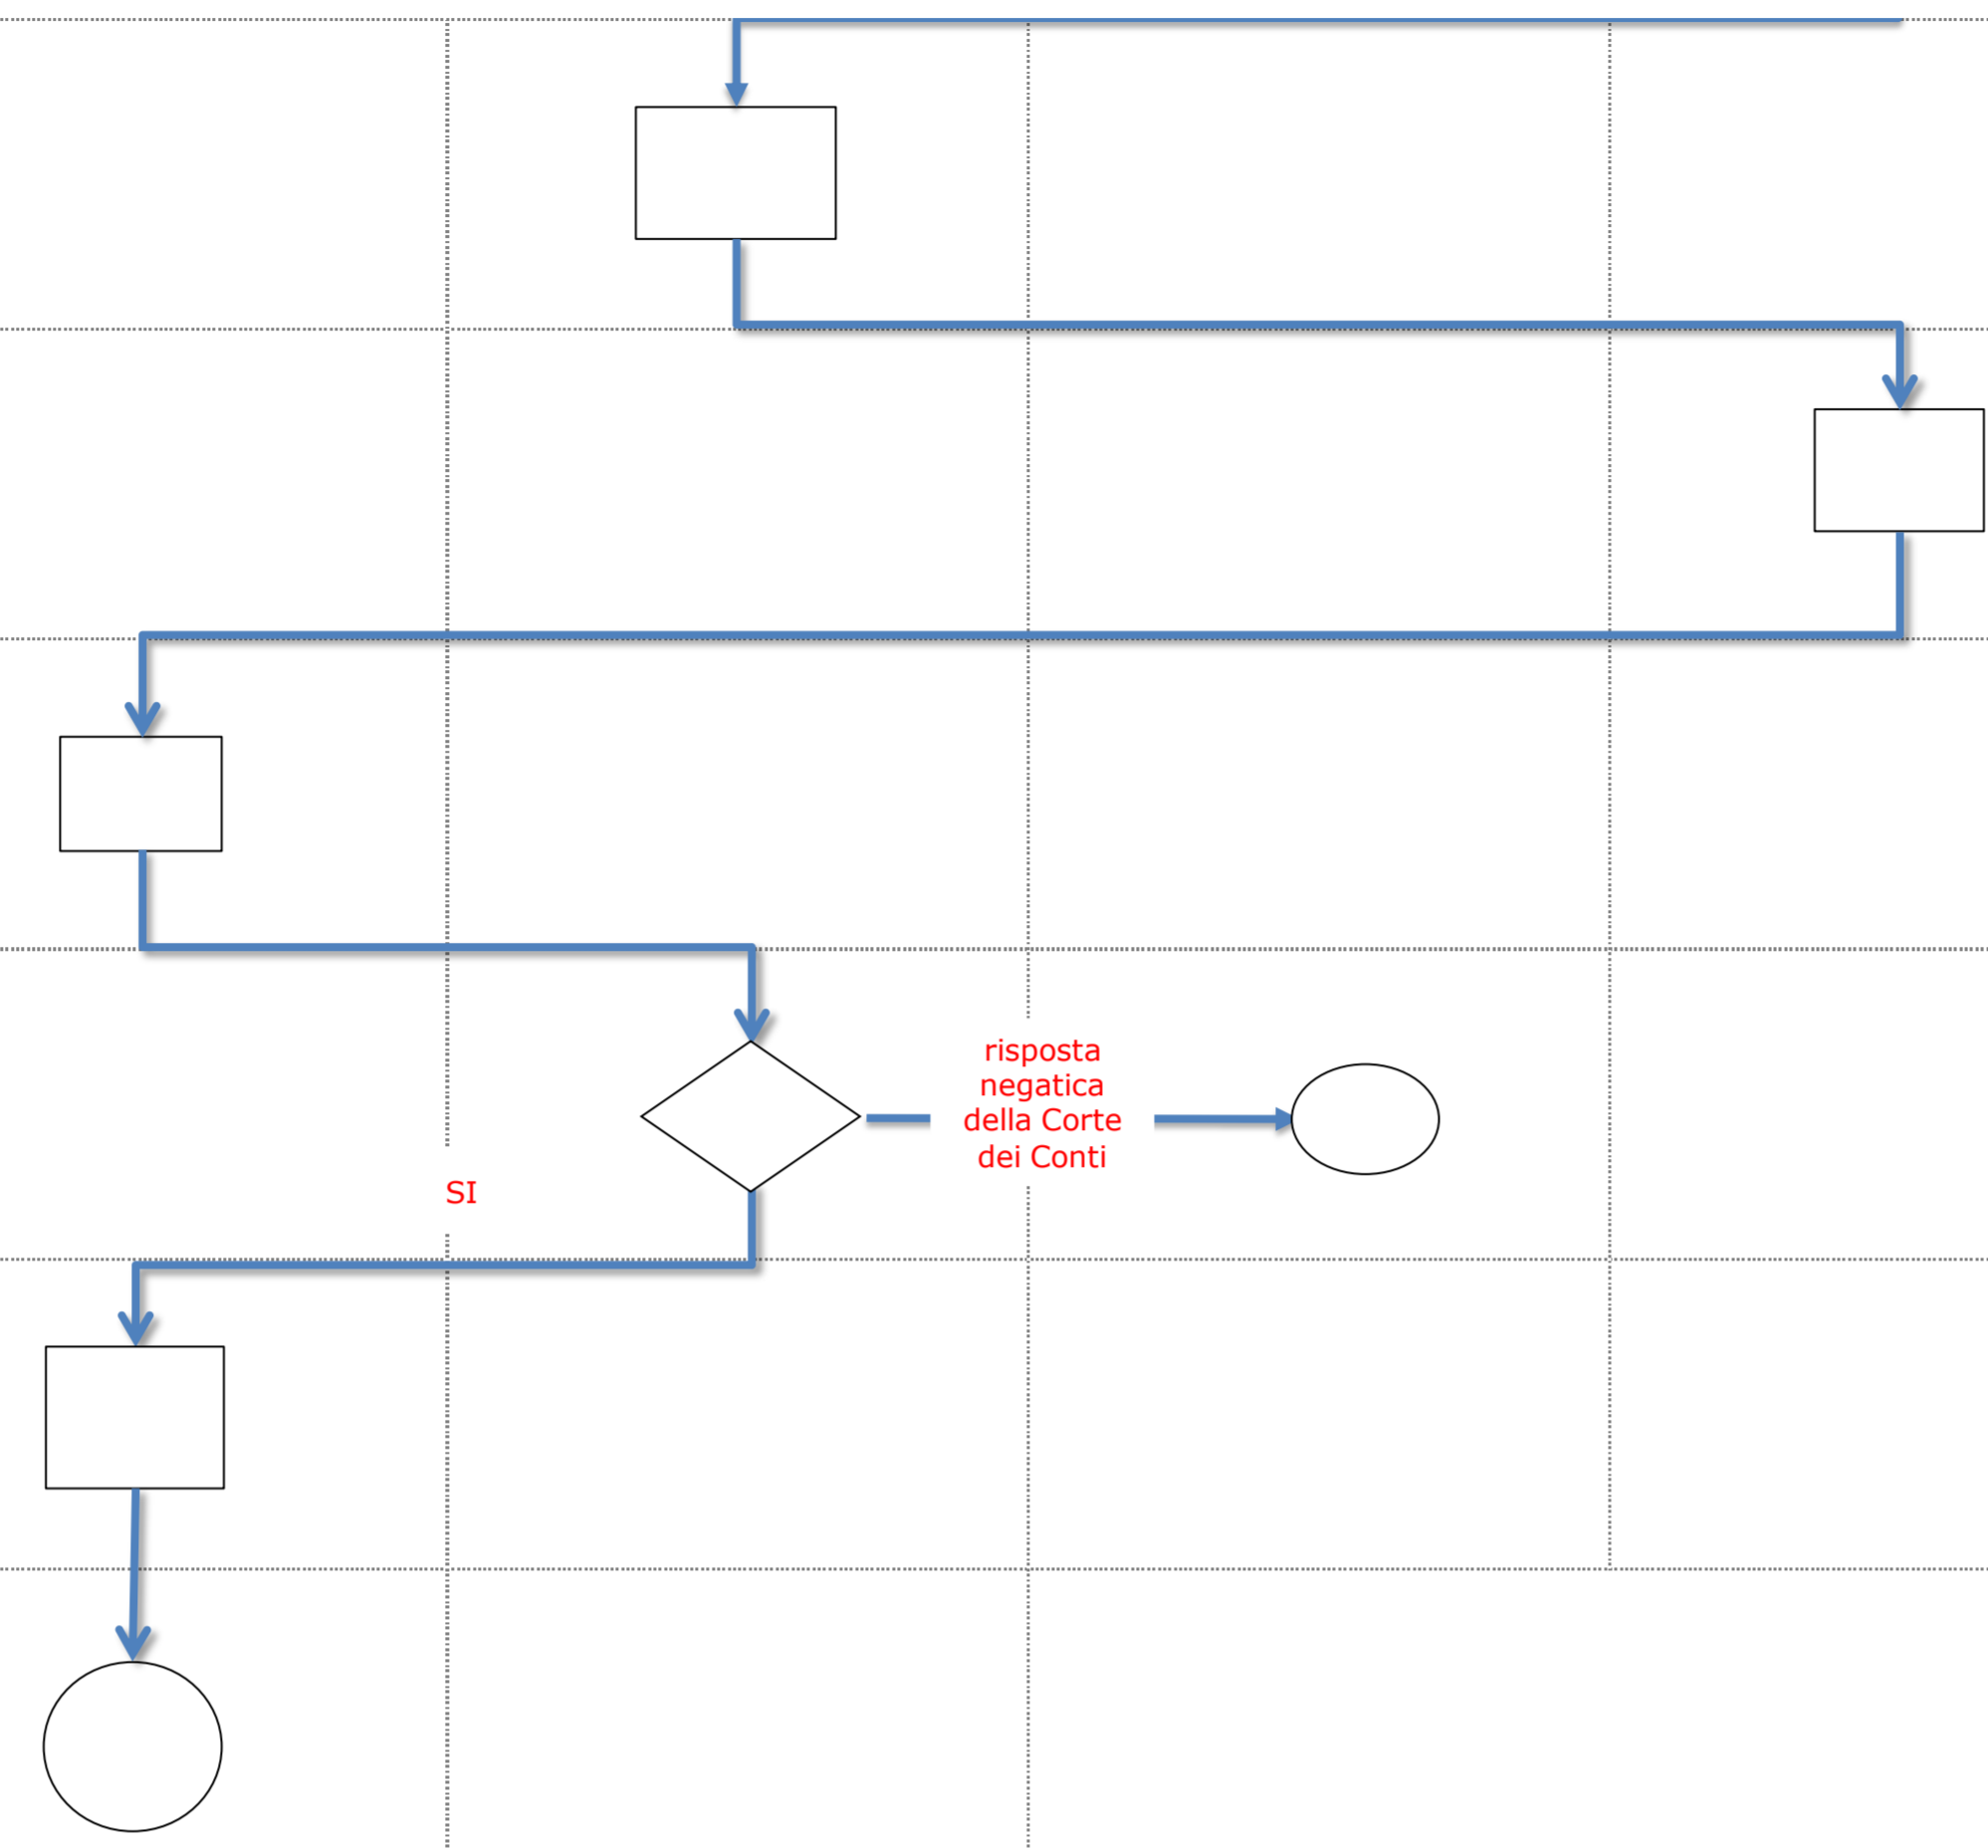 risposta
negatica
della Corte
dei Conti
SI